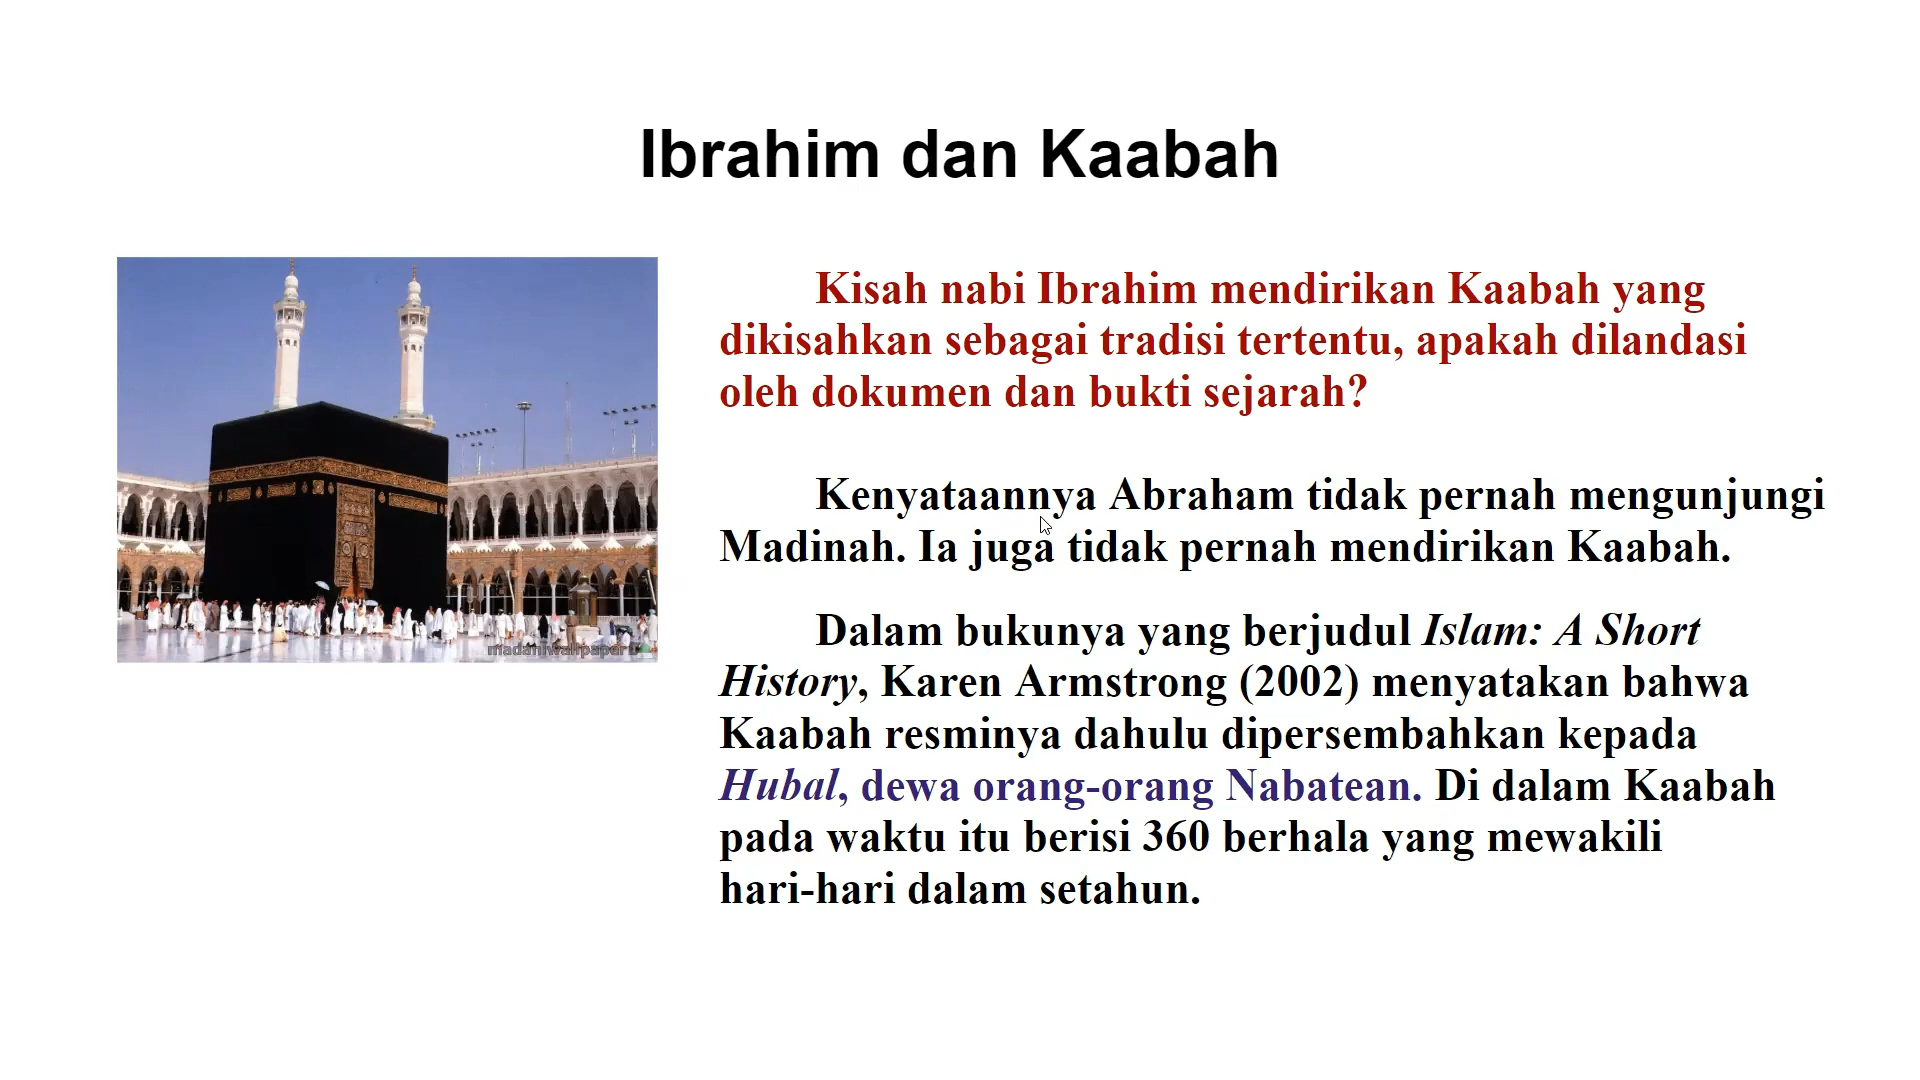 Ibrahim dan Kaabah
Kisah nabi Ibrahim mendirikan Kaabah yang
dikisahkan sebagai tradisi tertentu, apakah dilandasi
oleh dokumen dan bukti sejarah?
Kenyataannya Abraham tidak pernah mengunjungi
Madinah. Ia juga tidak pernah mendirikan Kaabah.
Dalam bukunya yang berjudul Islam: A Short
History, Karen Armstrong (2002) menyatakan bahwa
Kaabah resminya dahulu dipersembahkan kepada
Hubal, dewa orang-orang Nabatean. Di dalam Kaabah
pada waktu itu berisi 360 berhala yang mewakili
hari-hari dalam setahun.